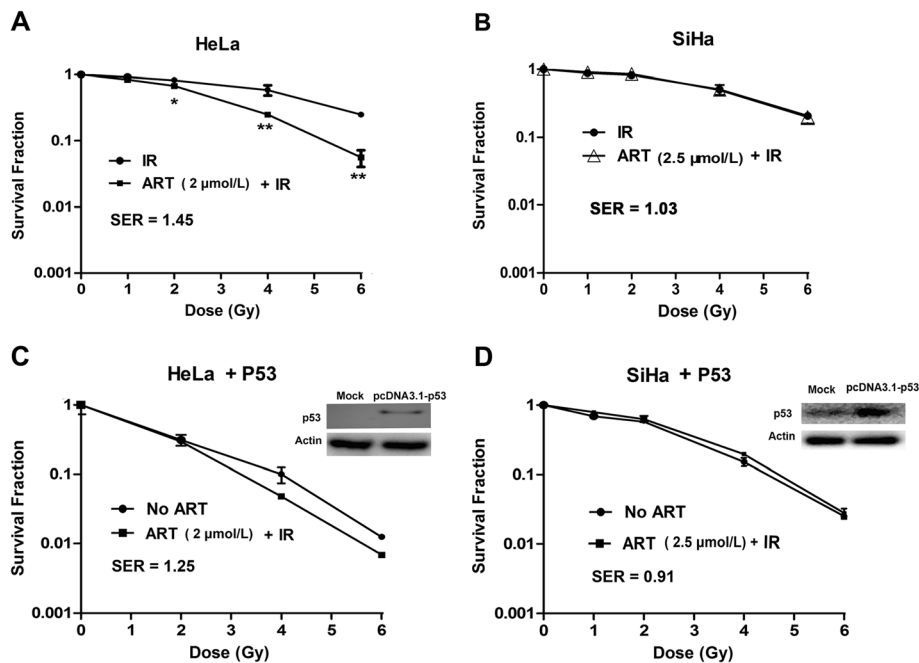 A
HeLa
Survival Fraction
1
0.1
0.01
0.001
*
**
**
IR
ART ( 2 µmol/L) + IR
SER = 1.45
0 1 2 3 4 5 6
Dose (Gy)
B
SiHa
Survival Fraction
1
0.1
0.01
0.001
IR
ART (2.5 µmol/L) + IR
SER = 1.03
0 1 2 3 4 5 6
Dose (Gy)
C
HeLa + P53
Mock pcDNA3.1-p53
p53
Actin
Survival Fraction
1
0.1
0.01
0.001
No ART
ART (2 µmol/L) + IR
SER = 1.25
0 1 2 3 4 5 6
Dose (Gy)
D
SiHa + P53
Mock pcDNA3.1-p53
p53
Actin
Survival Fraction
1
0.1
0.01
0.001
No ART
ART ( 2.5 µmol/L) + IR
SER = 0.91
0 1 2 3 4 5 6
Dose (Gy)